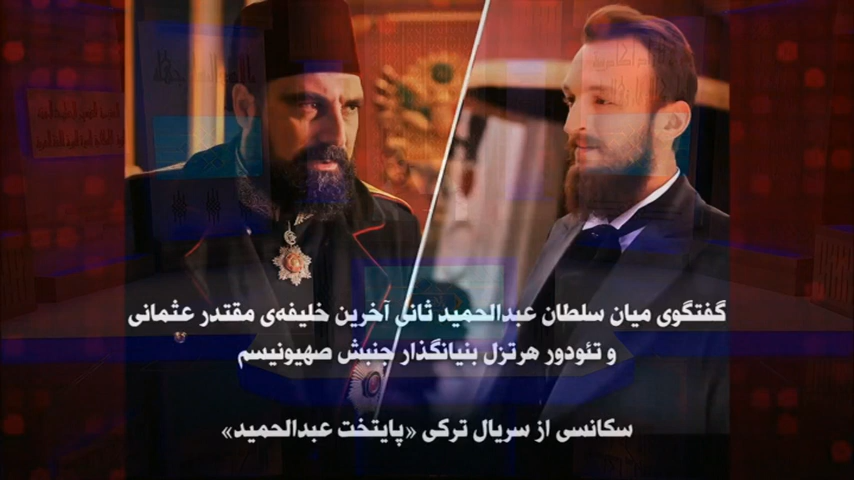 گفتگوی میان سلطان عبدالحمید ثانی آخرین خلیفه‌ی مقتدر عثمانی
و تئودور هرتزل بنیانگذار جنبش صهیونیسم
سکانسی از سریال ترکی «پایتخت عبدالحمید»